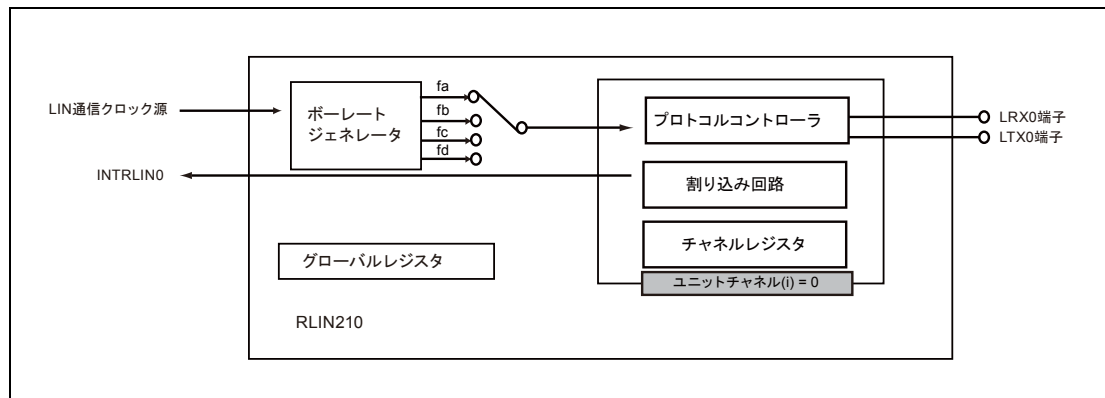 LIN通信クロック源
INTRLIN0
ボーレート
ジェネレータ
fa
fb
fc
fd
プロトコルコントローラ
割り込み回路
チャネルレジスタ
ユニットチャネル(i) = 0
LRX0端子
LTX0端子
グローバルレジスタ
RLIN210